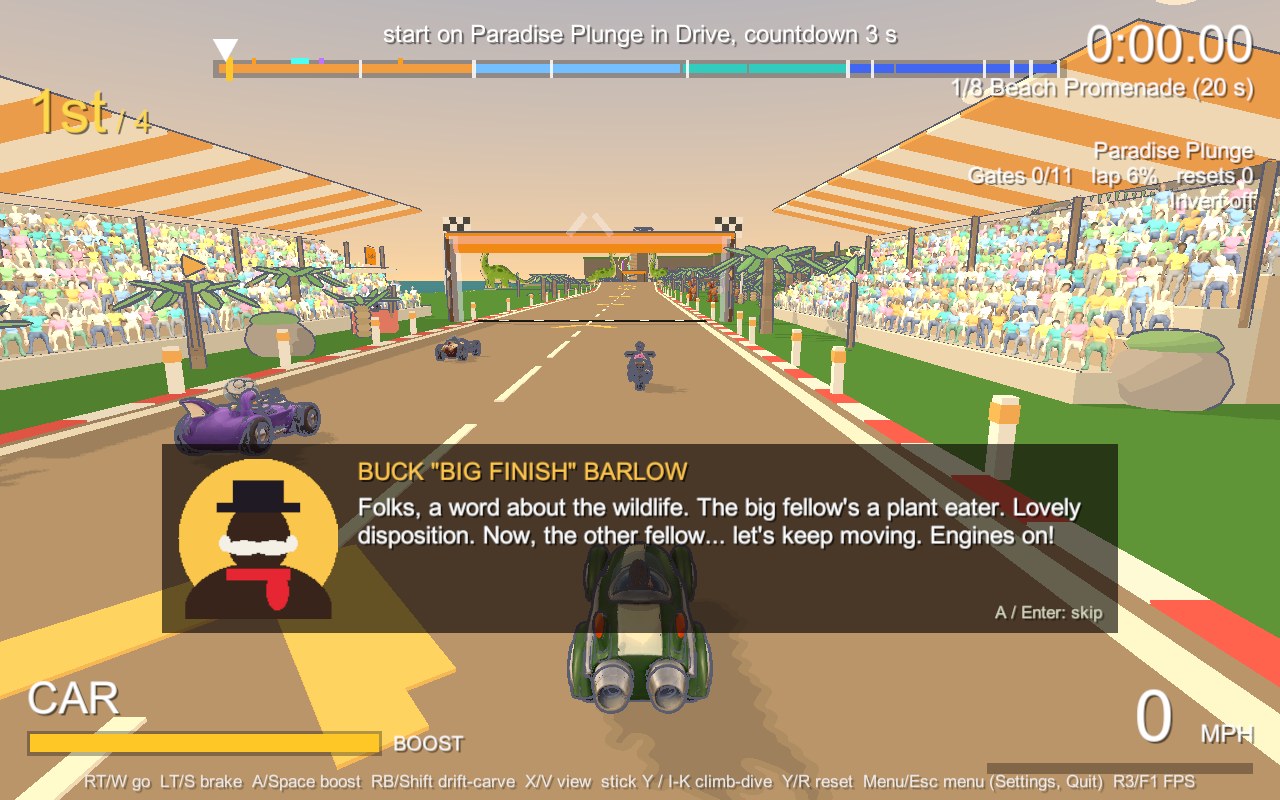 start on Paradise Plunge in Drive, countdown 3 s
0:00.00
1/8 Beach Promenade (20 s)
1st / 4
Paradise Plunge
Gates 0/11 lap 6% resets 0
Invert off
BUCK "BIG FINISH" BARLOW
Folks, a word about the wildlife. The big fellow's a plant eater. Lovely
disposition. Now, the other fellow... let's keep moving. Engines on!
A / Enter: skip
CAR
BOOST
0 MPH
RT/W go LT/S brake A/Space boost RB/Shift drift-carve X/V view stick Y / I-K climb-dive Y/R reset Menu/Esc menu (Settings, Quit) R3/F1 FPS